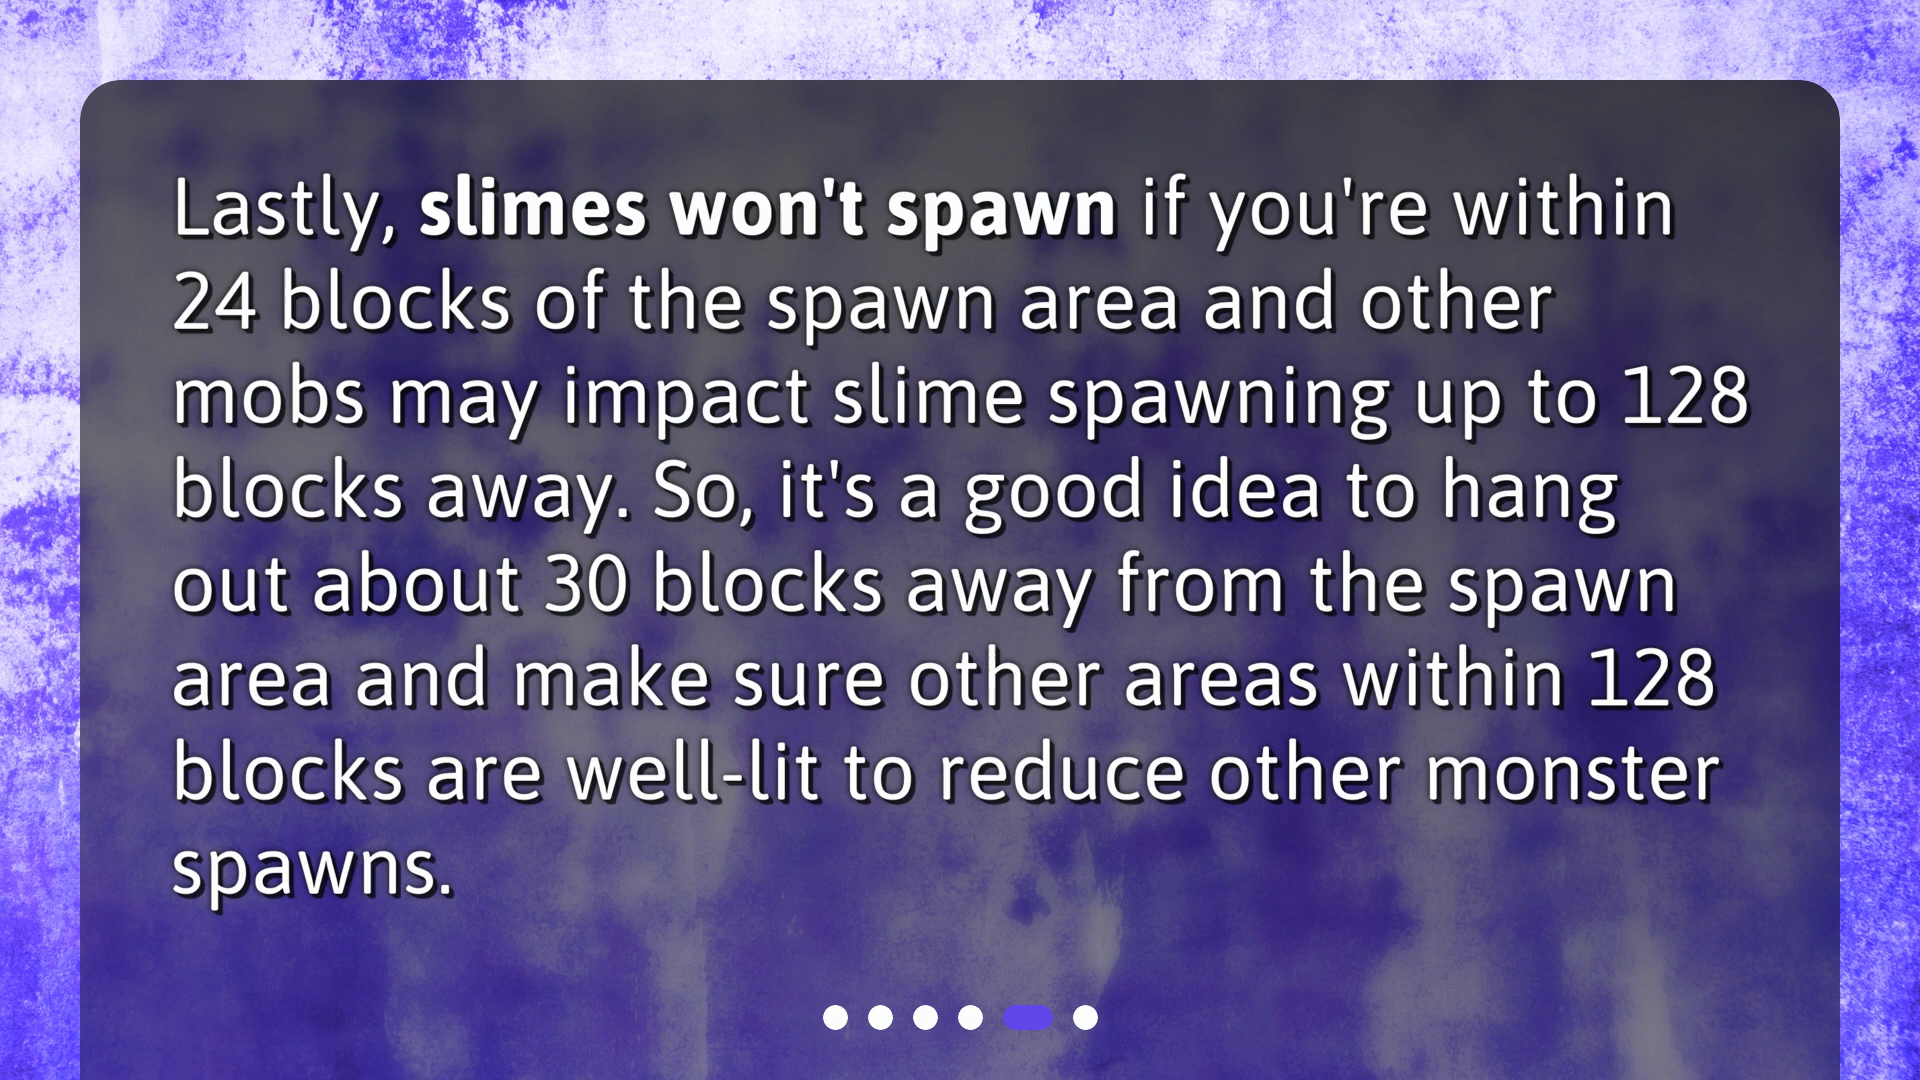 Lastly, slimes won't spawn if you're within
24 blocks of the spawn area and other
mobs may impact slime spawning up to 128
blocks away. So, it's a good idea to hang
out about 30 blocks away from the spawn
area and make sure other areas within 128
blocks are well-lit to reduce other monster
spawns.